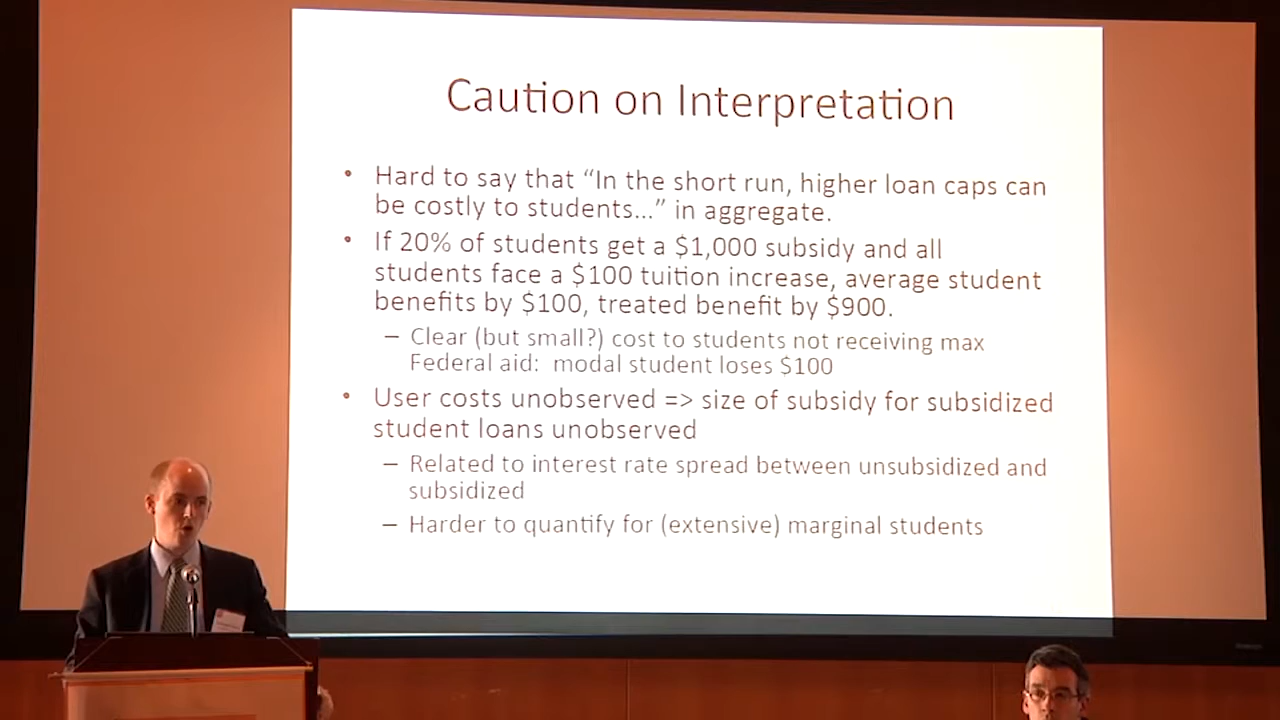 Caution on Interpretation
• Hard to say that “In the short run, higher loan caps can
be costly to students...” in aggregate.
• If 20% of students get a $1,000 subsidy and all
students face a $100 tuition increase, average student
benefits by $100, treated benefit by $900.
– Clear (but small?) cost to students not receiving max
Federal aid: modal student loses $100
• User costs unobserved => size of subsidy for subsidized
student loans unobserved
– Related to interest rate spread between unsubsidized and
subsidized
– Harder to quantify for (extensive) marginal students